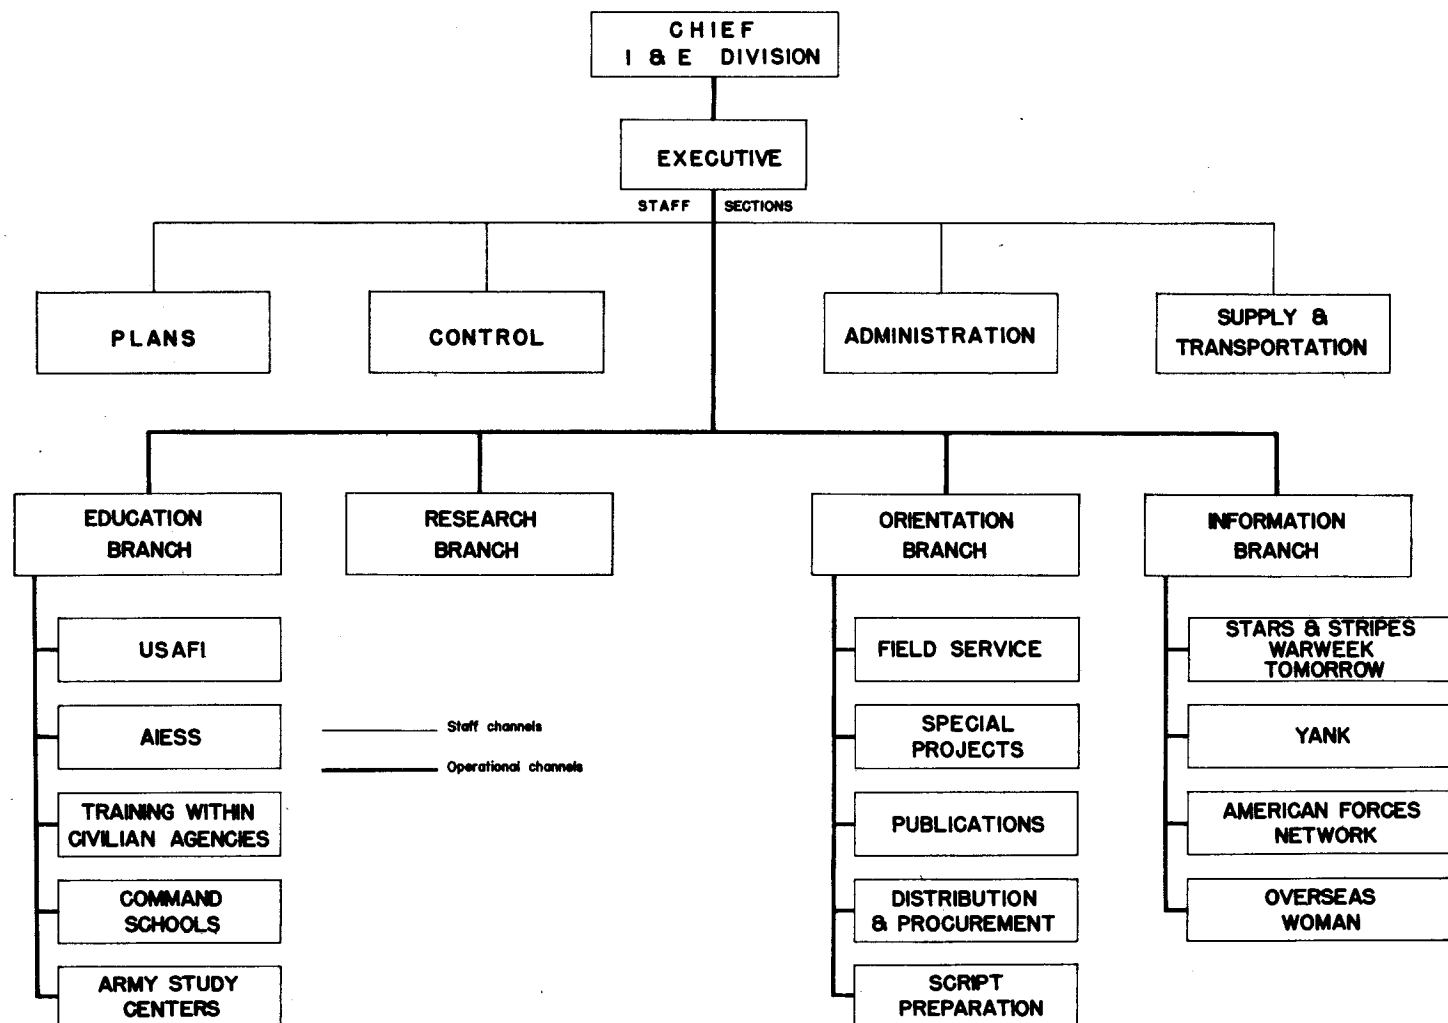 CHIEF
I & E DIVISION
EXECUTIVE
STAFF SECTIONS
PLANS
CONTROL
ADMINISTRATION
SUPPLY &
TRANSPORTATION
EDUCATION
BRANCH
RESEARCH
BRANCH
ORIENTATION
BRANCH
INFORMATION
BRANCH
USAFI
AIESS
TRAINING WITHIN
CIVILIAN AGENCIES
COMMAND
SCHOOLS
ARMY STUDY
CENTERS
Staff channels
Operational channels
FIELD SERVICE
SPECIAL
PROJECTS
PUBLICATIONS
DISTRIBUTION
& PROCUREMENT
SCRIPT
PREPARATION
STARS & STRIPES
WARWEEK
TOMORROW
YANK
AMERICAN FORCES
NETWORK
OVERSEAS
WOMAN